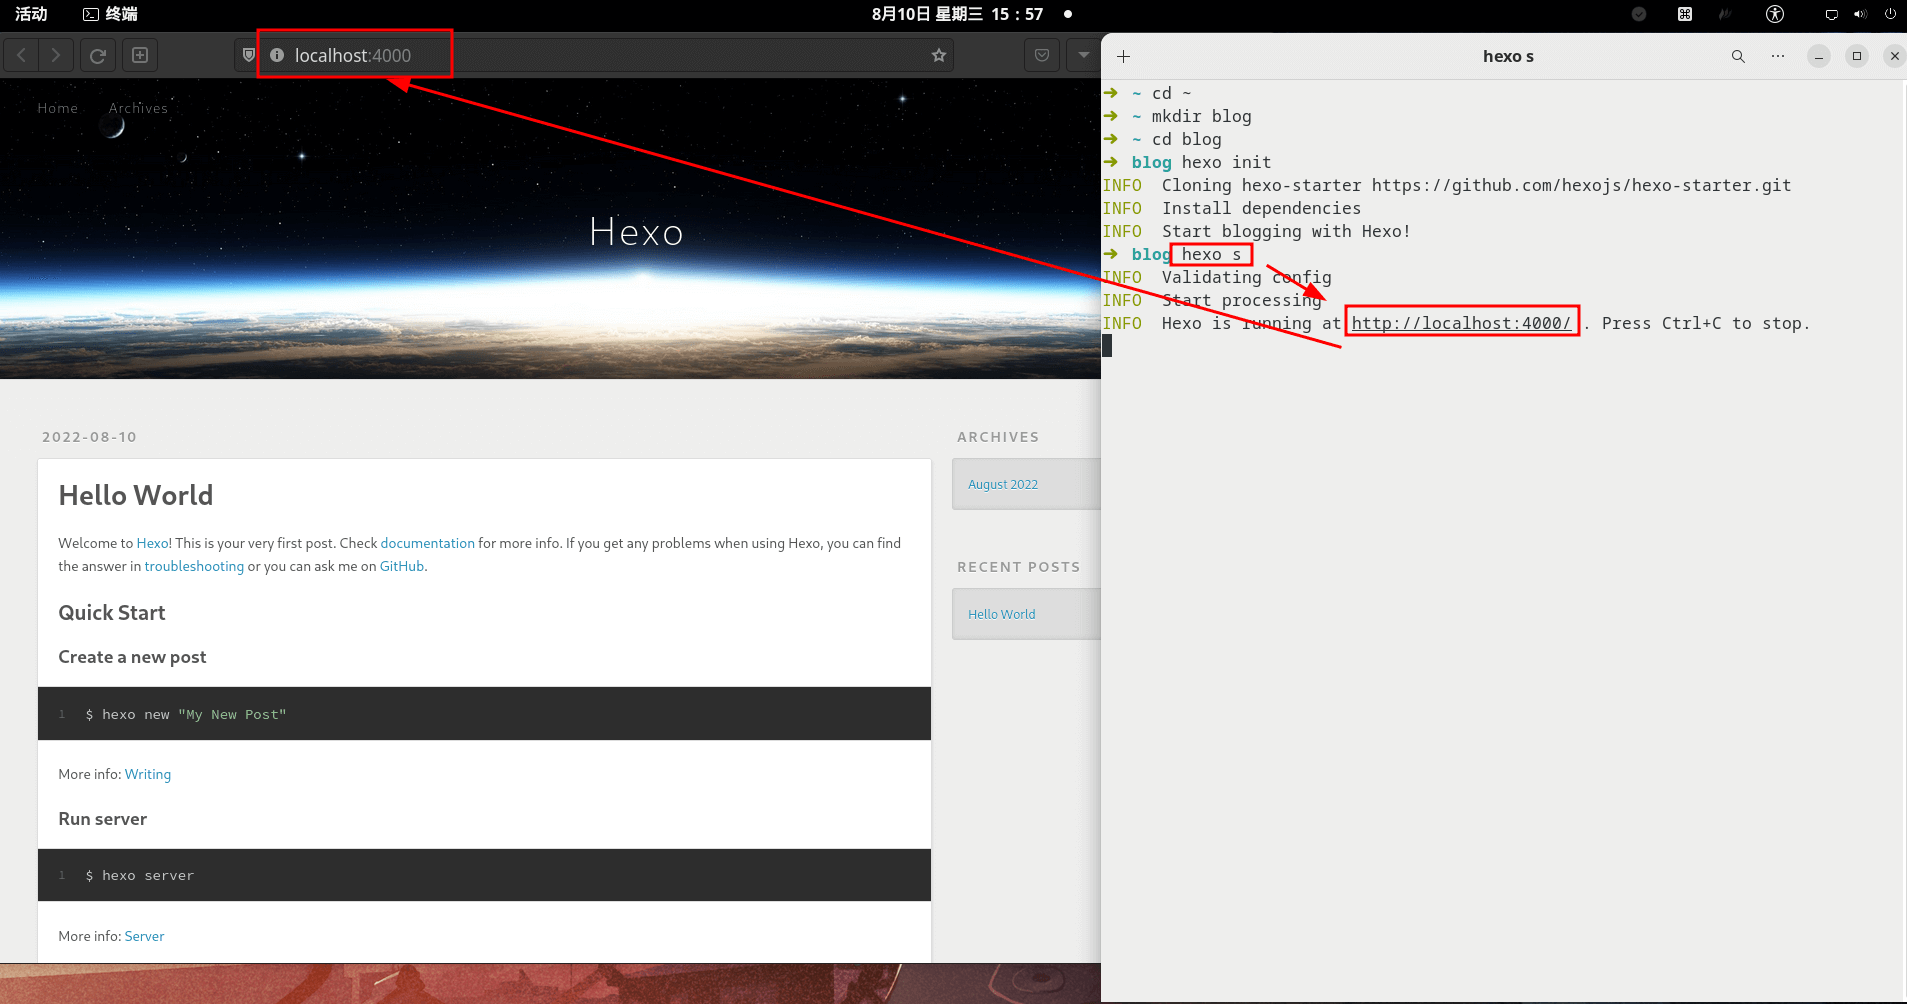 活动 终端 8月10日 星期三 15：57
localhost:4000
Home Archives
Hexo
2022-08-10
Hello World
Welcome to Hexo! This is your very first post. Check documentation for more info. If you get any problems when using Hexo, you can find
the answer in troubleshooting or you can ask me on GitHub.
Quick Start
Create a new post
1 $ hexo new "My New Post"
More info: Writing
Run server
1 $ hexo server
More info: Server
ARCHIVES
August 2022
RECENT POSTS
Hello World
hexo s
➜ ~ cd ~
➜ ~ mkdir blog
➜ ~ cd blog
➜ blog hexo init
INFO Cloning hexo-starter https://github.com/hexojs/hexo-starter.git
INFO Install dependencies
INFO Start blogging with Hexo!
➜ blog hexo s
INFO Validating config
INFO Start processing
INFO Hexo is running at http://localhost:4000/ . Press Ctrl+C to stop.